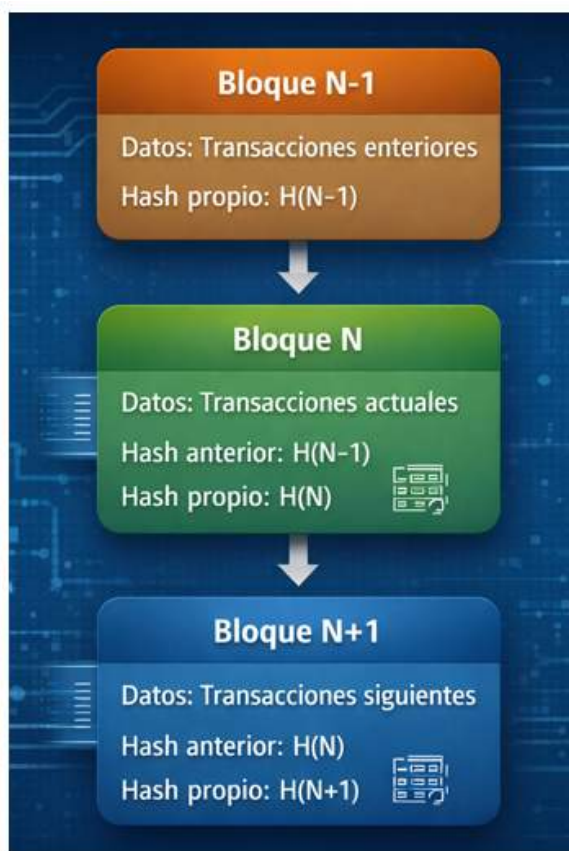 Bloque N-1
Datos: Transacciones enteriores
Hash propio: H(N-1)
Bloque N
Datos: Transacciones actuales
Hash anterior: H(N-1)
Hash propio: H(N)
Bloque N+1
Datos: Transacciones siguientes
Hash anterior: H(N)
Hash propio: H(N+1)